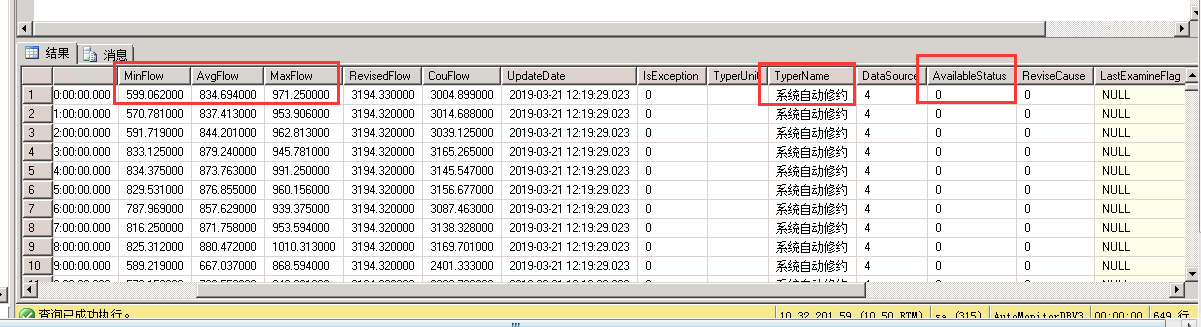 结果 消息
MinFlow AvgFlow MaxFlow RevisedFlow CouFlow UpdateDate IsException TyperUnit TyperName DataSource AvailableStatus ReviseCause LastExamineFlag
1 0:00:00.000 599.062000 834.694000 971.250000 3194.330000 3004.899000 2019-03-21 12:19:29.023 0 系统自动修约 4 0 0 NULL
2 1:00:00.000 570.781000 837.413000 953.906000 3194.320000 3014.688000 2019-03-21 12:19:29.023 0 系统自动修约 4 0 0 NULL
3 2:00:00.000 591.719000 844.201000 962.813000 3194.320000 3039.125000 2019-03-21 12:19:29.023 0 系统自动修约 4 0 0 NULL
4 3:00:00.000 833.125000 879.240000 945.781000 3194.320000 3165.265000 2019-03-21 12:19:29.023 0 系统自动修约 4 0 0 NULL
5 4:00:00.000 834.375000 873.763000 991.250000 3194.320000 3145.547000 2019-03-21 12:19:29.023 0 系统自动修约 4 0 0 NULL
6 5:00:00.000 829.531000 876.855000 960.156000 3194.320000 3156.677000 2019-03-21 12:19:29.023 0 系统自动修约 4 0 0 NULL
7 6:00:00.000 787.969000 857.629000 939.375000 3194.320000 3087.463000 2019-03-21 12:19:29.023 0 系统自动修约 4 0 0 NULL
8 7:00:00.000 816.250000 871.758000 953.594000 3194.320000 3138.328000 2019-03-21 12:19:29.023 0 系统自动修约 4 0 0 NULL
9 8:00:00.000 825.312000 880.472000 1010.313000 3194.320000 3169.701000 2019-03-21 12:19:29.023 0 系统自动修约 4 0 0 NULL
10 9:00:00.000 589.219000 667.037000 868.594000 3194.320000 2401.333000 2019-03-21 12:19:29.023 0 系统自动修约 4 0 0 NULL
查询已成功执行。 10.32.201.59 (10.50 RTM) sa (315) AutoMonitorDBV3 00:00:00 649 行